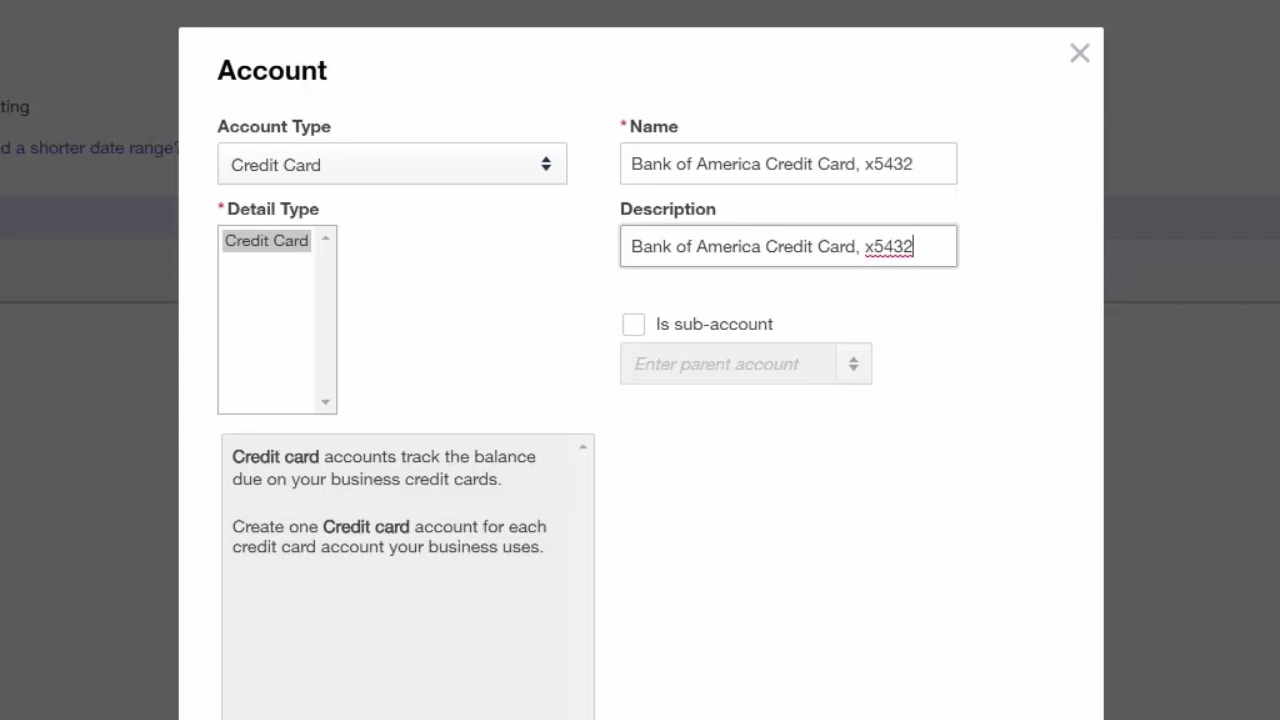 Account
ting
d a shorter date range?
Account Type
Credit Card
* Name
Bank of America Credit Card, x5432
* Detail Type
Credit Card
Description
Bank of America Credit Card, x5432
Is sub-account
Enter parent account
Credit card accounts track the balance
due on your business credit cards.
Create one Credit card account for each
credit card account your business uses.